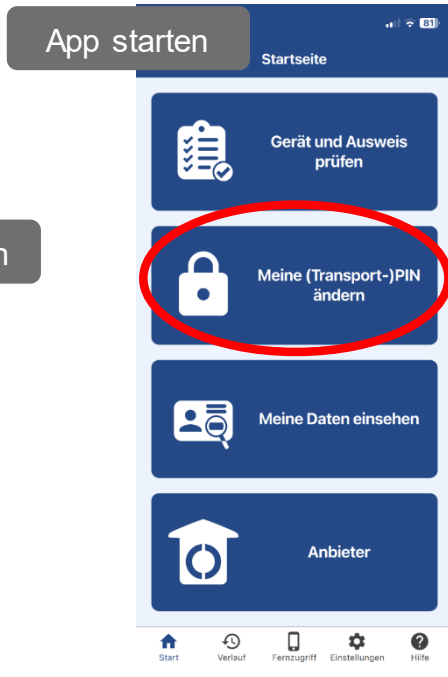 App starten
81
Startseite
Gerät und Ausweis
prüfen
n
Meine (Transport-)PIN
ändern
Meine Daten einsehen
Anbieter
Start
Verlauf
Fernzugriff
Einstellungen
Hilfe